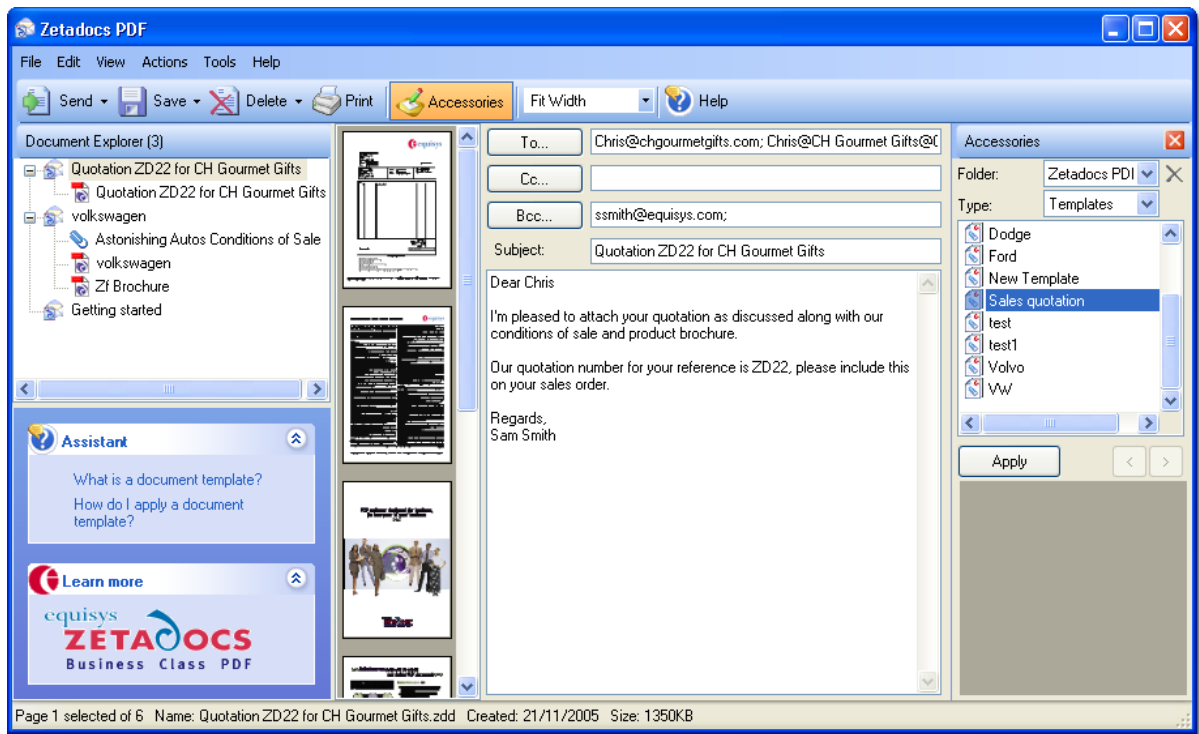 Zetadocs PDF
File Edit View Actions Tools Help
Send Save Delete Print Accessories Fit Width Help
Document Explorer (3)
Quotation ZD22 for CH Gourmet Gifts
Quotation ZD22 for CH Gourmet Gifts
volkswagen
Astonishing Autos Conditions of Sale
volkswagen
Zf Brochure
Getting started
Assistant
What is a document template?
How do I apply a document
template?
Learn more
equisys
ZETADOCS
Business Class PDF
equisys
To... Chris@chgourmetgifts.com; Chris@CH Gourmet Gifts@(
Cc...
Bcc... ssmith@equisys.com;
Subject: Quotation ZD22 for CH Gourmet Gifts
Dear Chris
I'm pleased to attach your quotation as discussed along with our
conditions of sale and product brochure.
Our quotation number for your reference is ZD22, please include this
on your sales order.
Regards,
Sam Smith
Accessories
Folder: Zetadocs PDI
Type: Templates
Dodge
Ford
New Template
Sales quotation
test
test1
Volvo
VW
Apply
Page 1 selected of 6 Name: Quotation ZD22 for CH Gourmet Gifts.zdd Created: 21/11/2005 Size: 1350KB